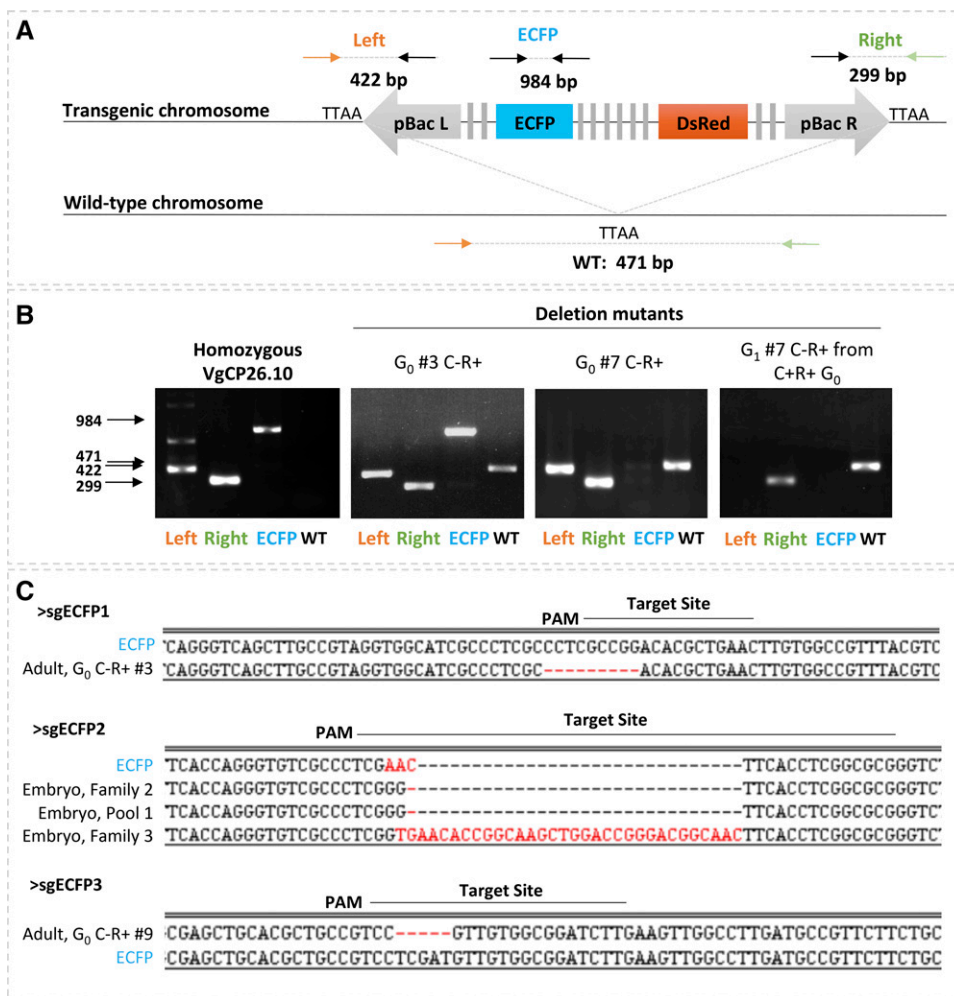 A
Left
ECFP
Right
422 bp
984 bp
299 bp
Transgenic chromosome
TTAA
pBac L
ECFP
DsRed
pBac R
TTAA
Wild-type chromosome
TTAA
WT: 471 bp
B
Deletion mutants
Homozygous
VgCP26.10
G0 #3 C-R+
G0 #7 C-R+
G1 #7 C-R+ from
C+R+ G0
984
471
422
299
Left Right ECFP WT
Left Right ECFP WT
Left Right ECFP WT
Left Right ECFP WT
C
>sgECFP1
PAM
Target Site
ECFP
CAGGGTCAGCTTGCCGTAGGTGGCATCGCCCTCGCCCTCGCCGGACACGCTGAACTTGTGGCCGTTTACGTC
Adult, G0 C-R+ #3
CAGGGTCAGCTTGCCGTAGGTGGCATCGCCCTCGC---------ACACGCTGAACTTGTGGCCGTTTACGTC
>sgECFP2
PAM
Target Site
ECFP
TCACCAGGGTGTCGCCCTCGAAC-------------------------------TTCACCTCGGCGCGGGTC
Embryo, Family 2
TCACCAGGGTGTCGCCCTCGGG--------------------------------TTCACCTCGGCGCGGGTC
Embryo, Pool 1
TCACCAGGGTGTCGCCCTCGGG--------------------------------TTCACCTCGGCGCGGGTC
Embryo, Family 3
TCACCAGGGTGTCGCCCTCGGTGAACACCGGCAAGCTGGACCGGGACGGCAACTTCACCTCGGCGCGGGTC
>sgECFP3
PAM
Target Site
Adult, G0 C-R+ #9
CGAGCTGCACGCTGCCGTCC-----GTTGTGGCGGATCTTGAAGTTGGCCTTGATGCCGTTCTTCTGC
ECFP
CGAGCTGCACGCTGCCGTCCTCGATGTTGTGGCGGATCTTGAAGTTGGCCTTGATGCCGTTCTTCTGC